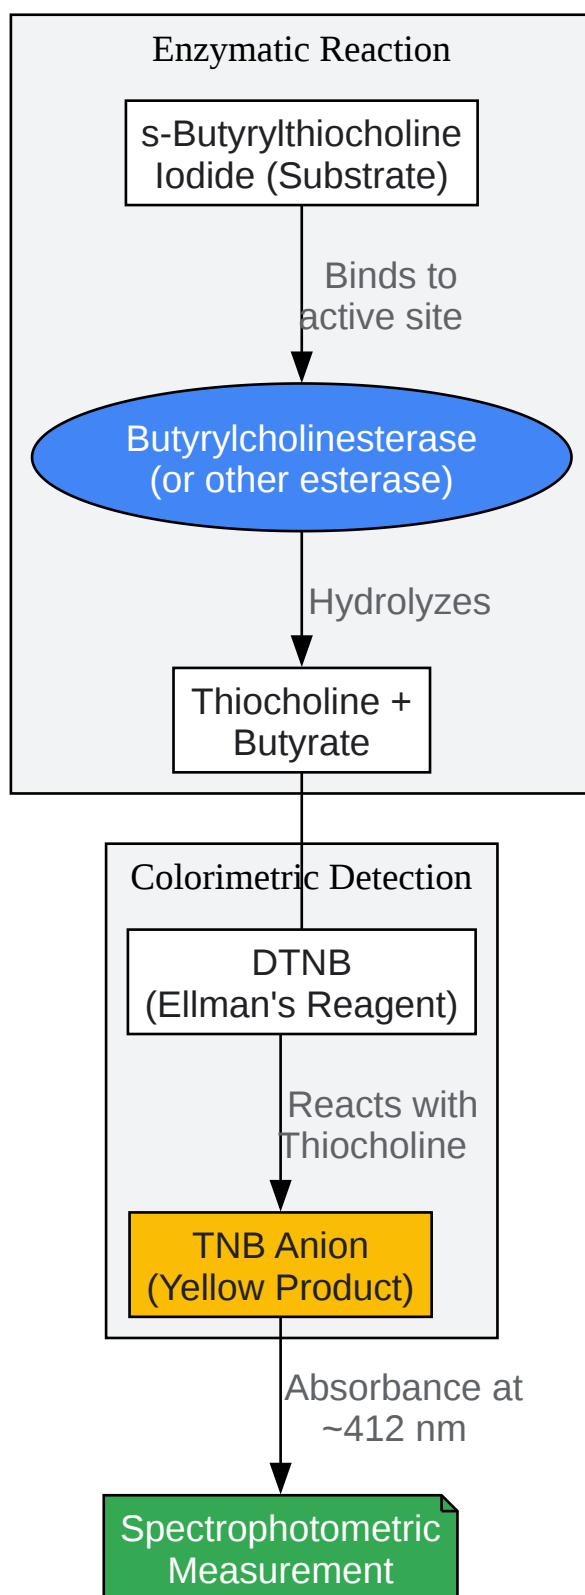 Enzymatic Reaction
s-Butyrylthiocholine
Iodide (Substrate)
Binds to
active site
Butyrylcholinesterase
(or other esterase)
Hydrolyzes
Thiocholine +
Butyrate
Colorimetric Detection
DTNB
(Ellman's Reagent)
Reacts with
Thiocholine
TNB Anion
(Yellow Product)
Absorbance at
~412 nm
Spectrophotometric
Measurement